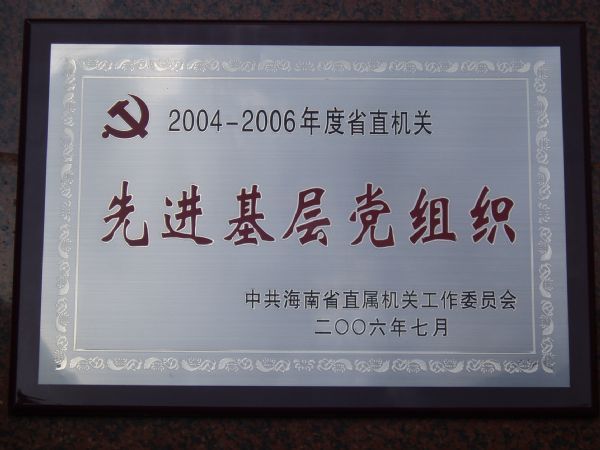 2004-2006年度省直机关
先进基层党组织
中共海南省直属机关工作委员会
二〇〇六年七月